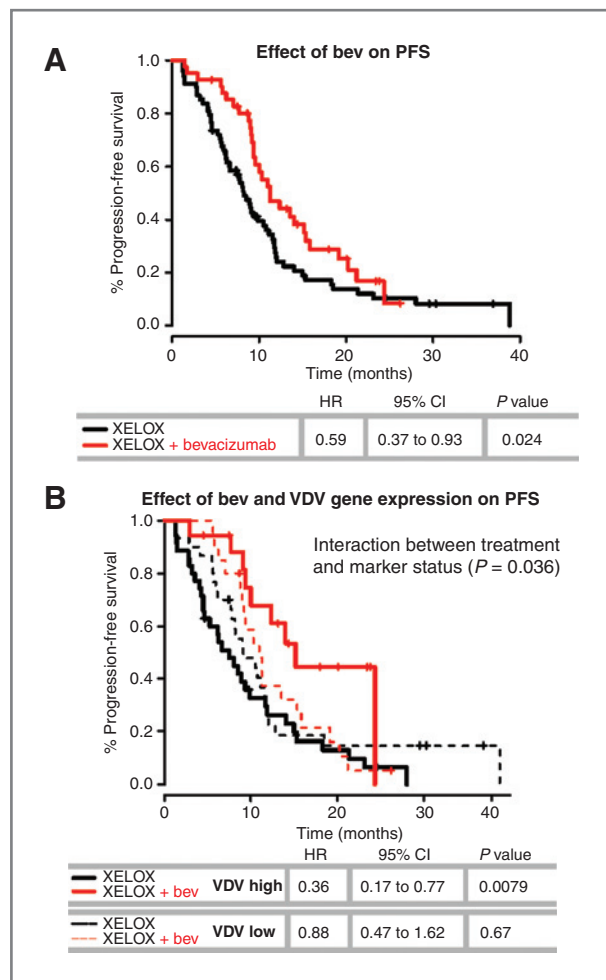 A
Effect of bev on PFS
% Progression-free survival
1.0
0.8
0.6
0.4
0.2
0.0
0 10 20 30 40
Time (months)
HR 95% CI P value
XELOX
XELOX + bevacizumab 0.59 0.37 to 0.93 0.024
B
Effect of bev and VDV gene expression on PFS
Interaction between treatment
and marker status (P = 0.036)
% Progression-free survival
1.0
0.8
0.6
0.4
0.2
0.0
0 10 20 30 40
Time (months)
HR 95% CI P value
XELOX
XELOX + bev VDV high 0.36 0.17 to 0.77 0.0079
XELOX
XELOX + bev VDV low 0.88 0.47 to 1.62 0.67